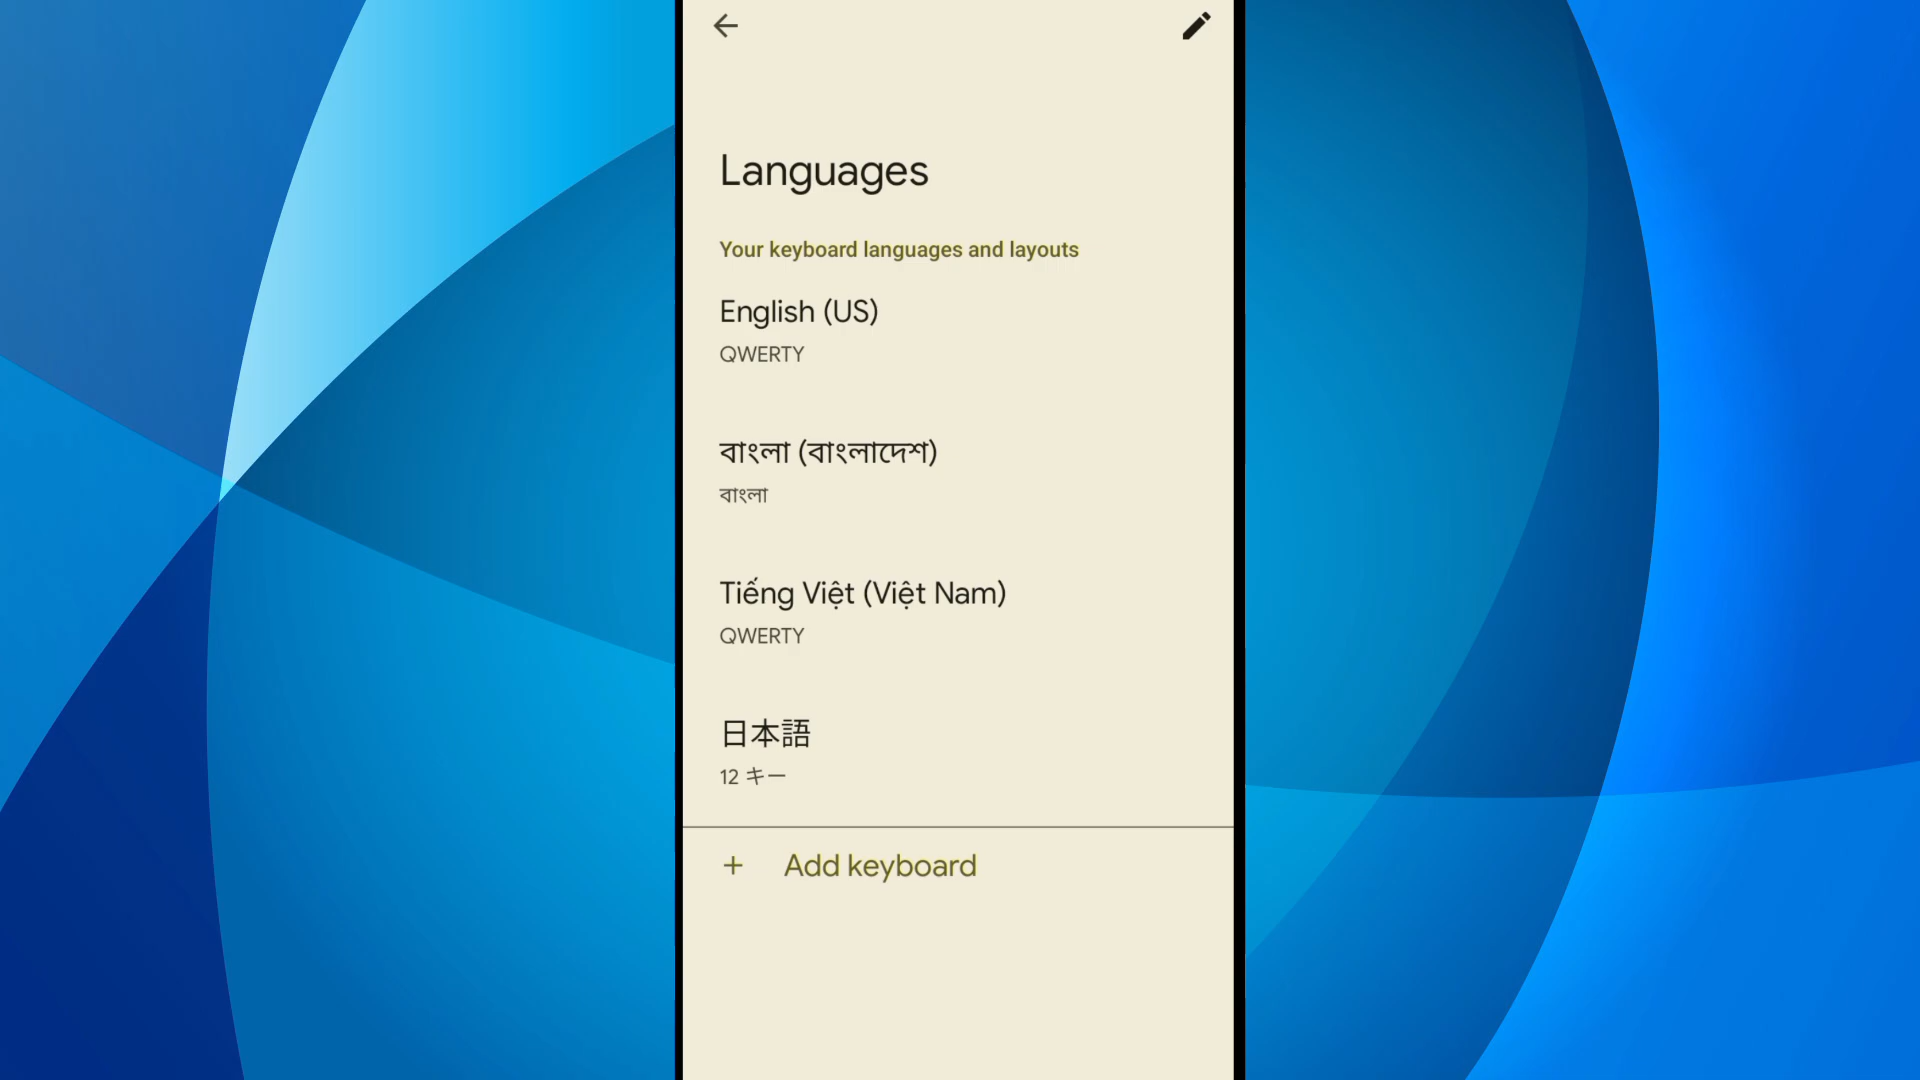 Languages
Your keyboard languages and layouts
English (US)
QWERTY
বাংলা (বাংলাদেশ)
বাংলা
Tiếng Việt (Việt Nam)
QWERTY
日本語
12 キー
+ Add keyboard